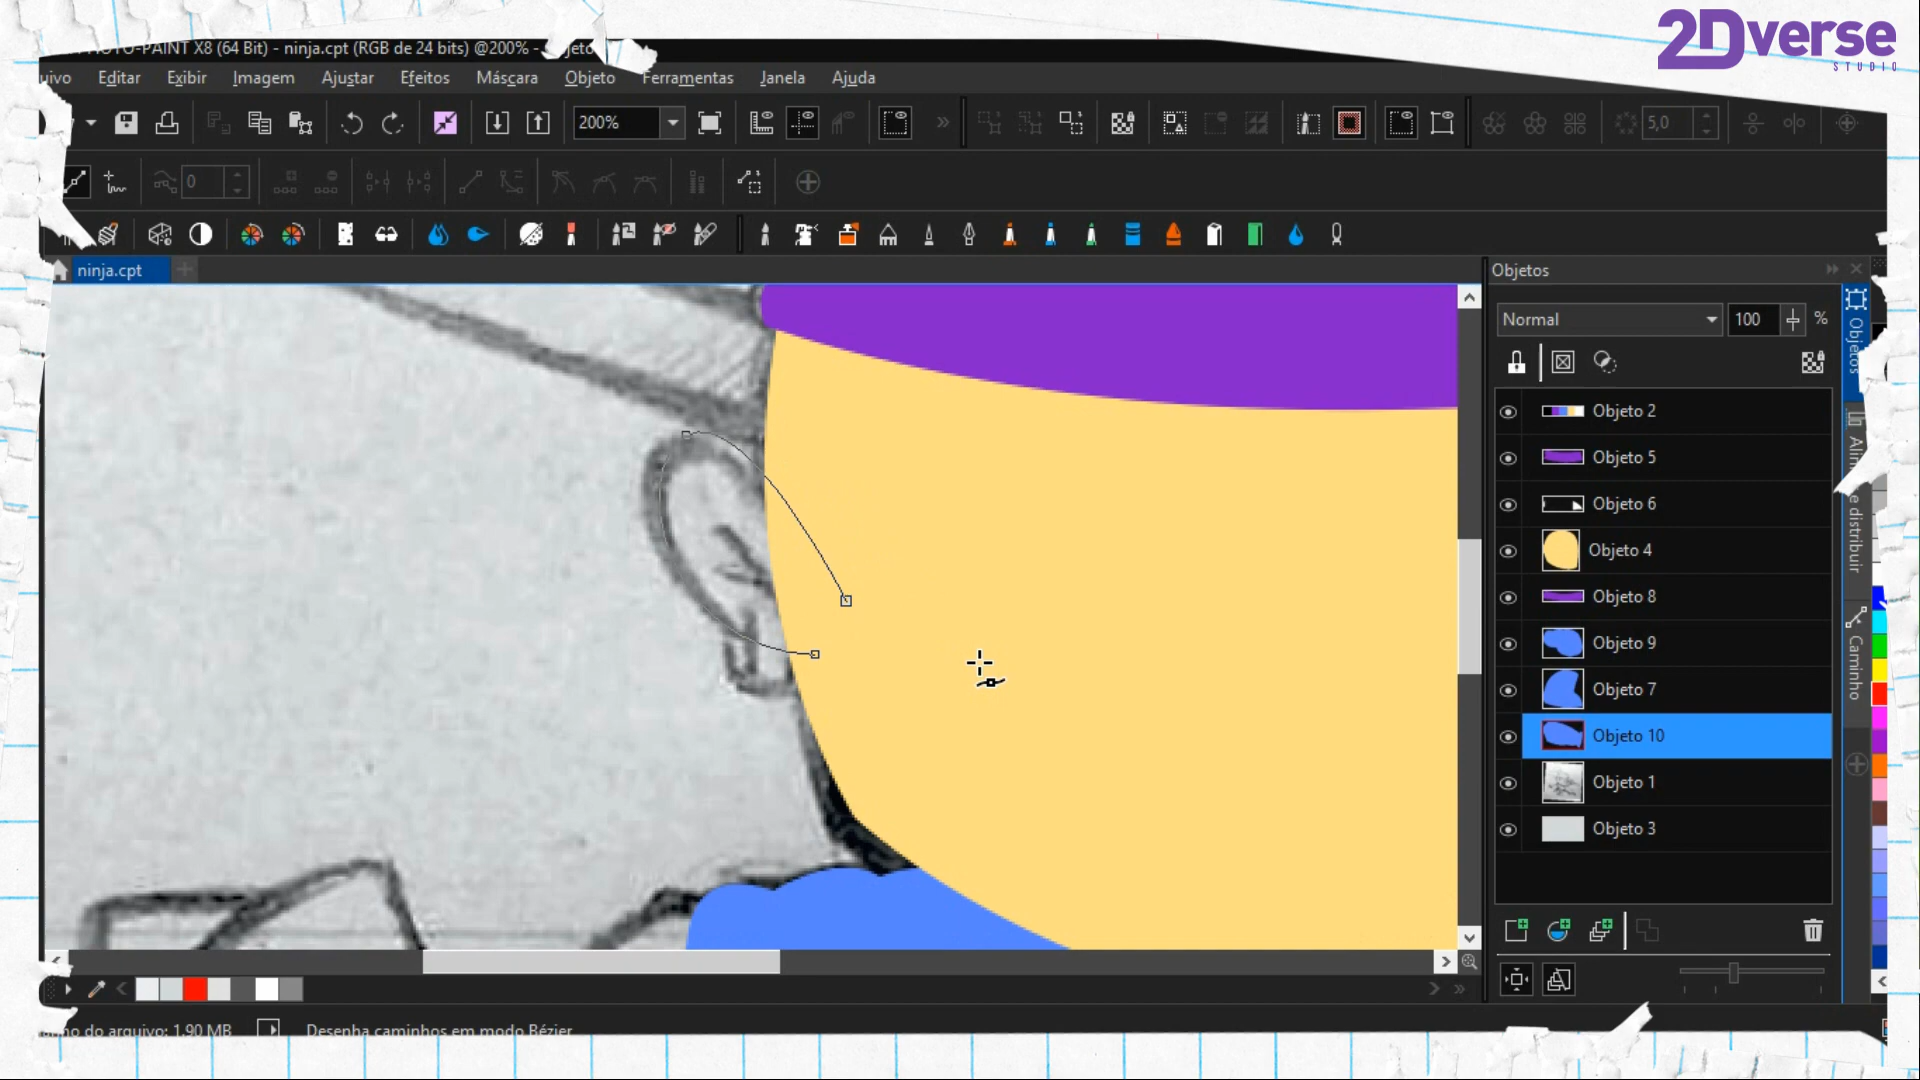 2Dverse
STUDIO
PHOTO-PAINT X8 (64 Bit) - ninja.cpt (RGB de 24 bits) @200% -
uivo Editar Exibir Imagem Ajustar Efeitos Máscara Objeto Ferramentas Janela Ajuda
200%
5,0
0
ninja.cpt
Objetos
Normal 100 %
Objeto 2
Objeto 5
Objeto 6
Objeto 4
Objeto 8
Objeto 9
Objeto 7
Objeto 10
Objeto 1
Objeto 3
Objetos
e distribuir
Caminho
nho do arquivo: 1,90 MB Desenha caminhos em modo Bézier